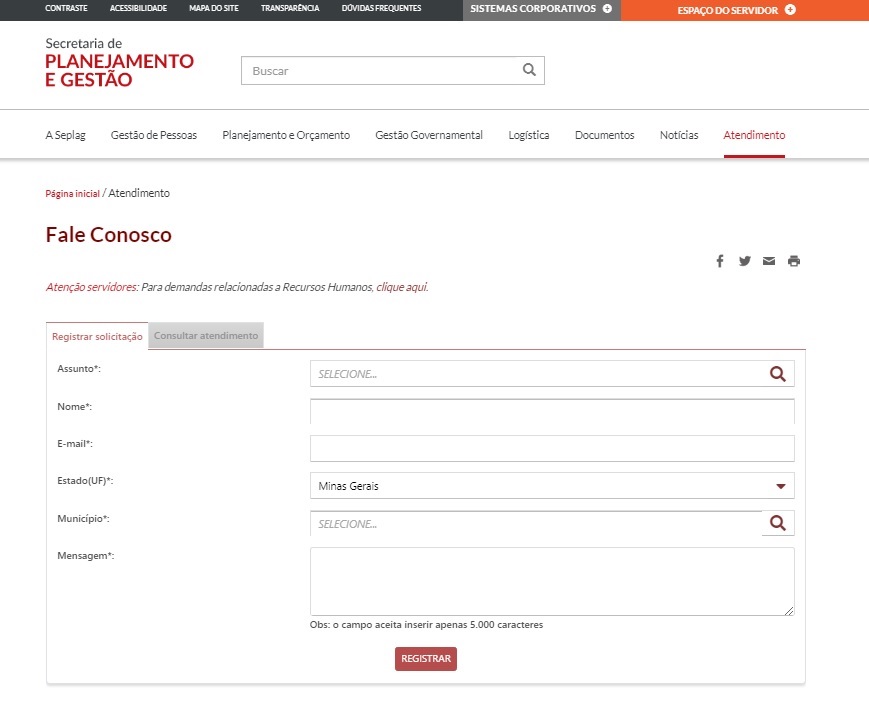 CONTRASTE ACESSIBILIDADE MAPA DO SITE TRANSPARÊNCIA DÚVIDAS FREQUENTES SISTEMAS CORPORATIVOS ESPAÇO DO SERVIDOR
Secretaria de
PLANEJAMENTO
E GESTÃO
Buscar
A Seplag Gestão de Pessoas Planejamento e Orçamento Gestão Governamental Logística Documentos Notícias Atendimento
Página inicial / Atendimento
Fale Conosco
Atenção servidores: Para demandas relacionadas a Recursos Humanos, clique aqui.
Registrar solicitação Consultar atendimento
Assunto*: SELECIONE...
Nome*:
E-mail*:
Estado(UF)*: Minas Gerais
Município*: SELECIONE...
Mensagem*:
Obs: o campo aceita inserir apenas 5.000 caracteres
REGISTRAR